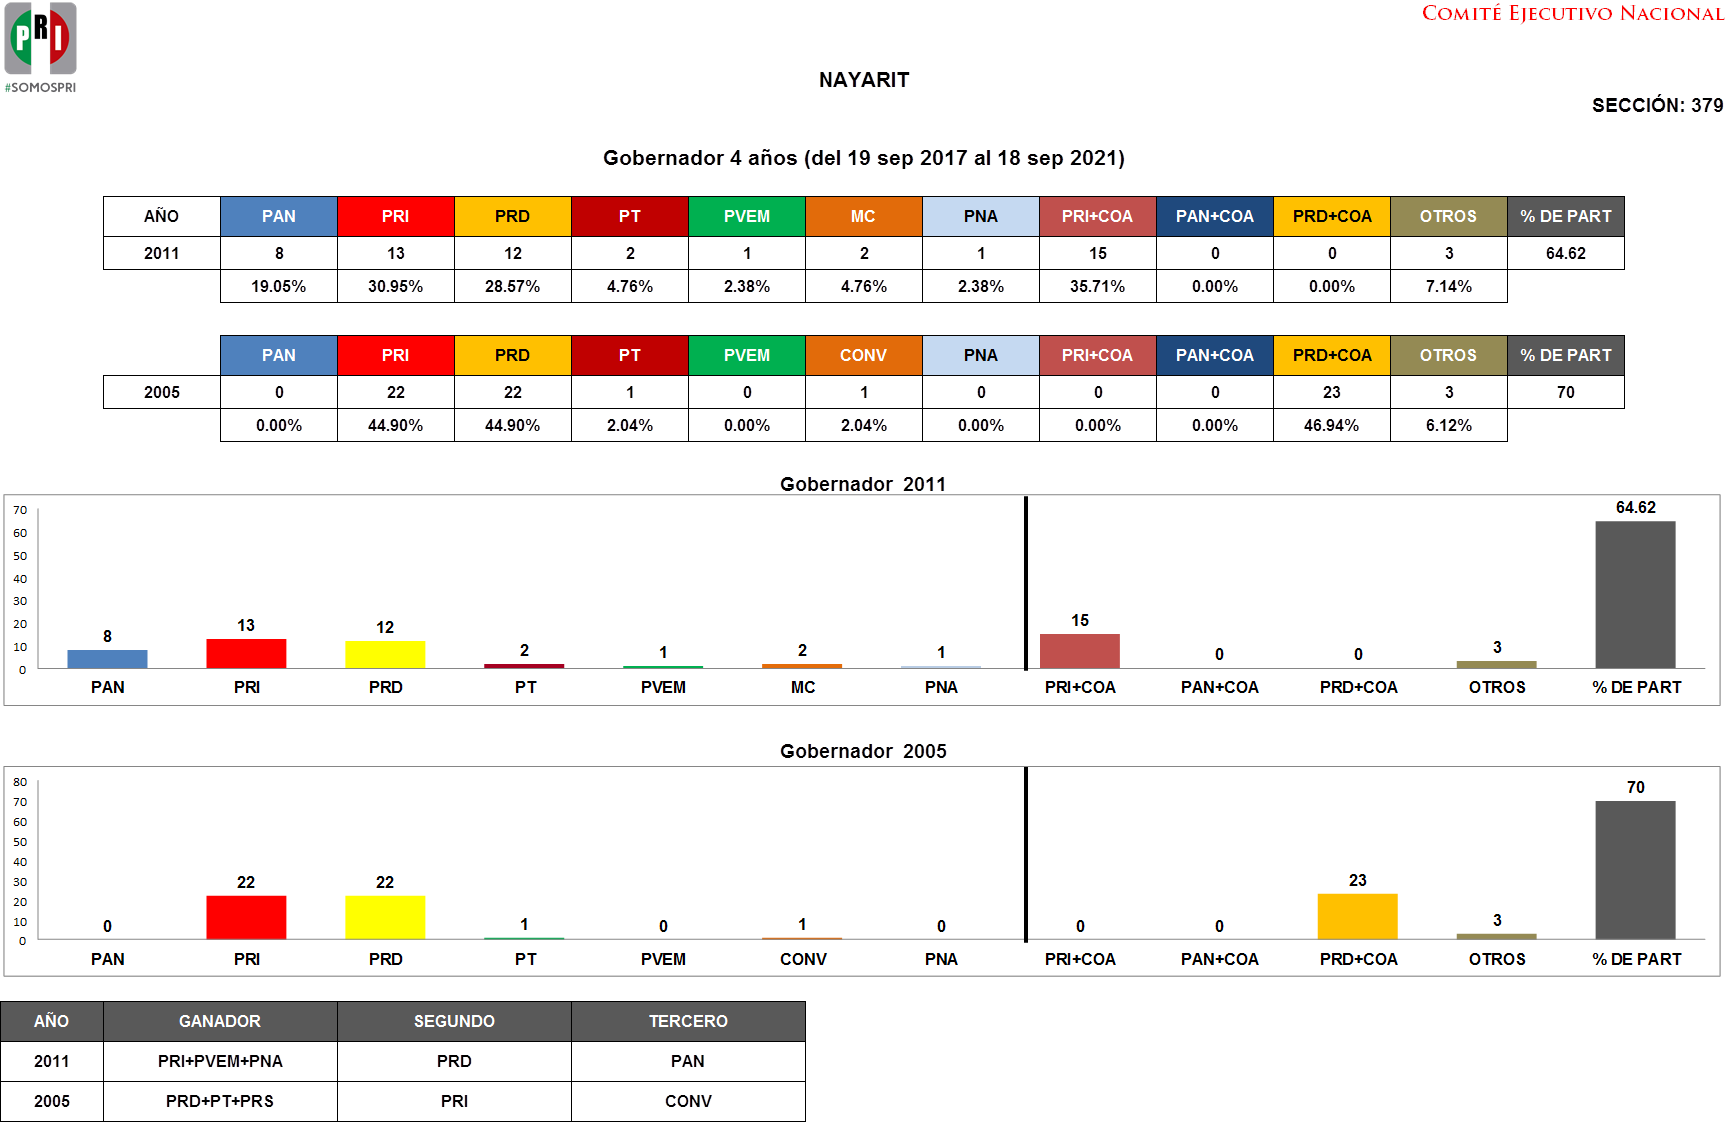 PRI
#SOMOSPRI
COMITÉ EJECUTIVO NACIONAL
NAYARIT
SECCIÓN: 379
Gobernador 4 años (del 19 sep 2017 al 18 sep 2021)
AÑO PAN PRI PRD PT PVEM MC PNA PRI+COA PAN+COA PRD+COA OTROS % DE PART
2011 8 13 12 2 1 2 1 15 0 0 3 64.62
19.05% 30.95% 28.57% 4.76% 2.38% 4.76% 2.38% 35.71% 0.00% 0.00% 7.14%
PAN PRI PRD PT PVEM CONV PNA PRI+COA PAN+COA PRD+COA OTROS % DE PART
2005 0 22 22 1 0 1 0 0 0 23 3 70
0.00% 44.90% 44.90% 2.04% 0.00% 2.04% 0.00% 0.00% 0.00% 46.94% 6.12%
Gobernador 2011
70
60
50
40
30
20
10
0
8 13 12 2 1 2 1 15 0 0 3 64.62
PAN PRI PRD PT PVEM MC PNA PRI+COA PAN+COA PRD+COA OTROS % DE PART
Gobernador 2005
80
70
60
50
40
30
20
10
0
0 22 22 1 0 1 0 0 0 23 3 70
PAN PRI PRD PT PVEM CONV PNA PRI+COA PAN+COA PRD+COA OTROS % DE PART
AÑO GANADOR SEGUNDO TERCERO
2011 PRI+PVEM+PNA PRD PAN
2005 PRD+PT+PRS PRI CONV